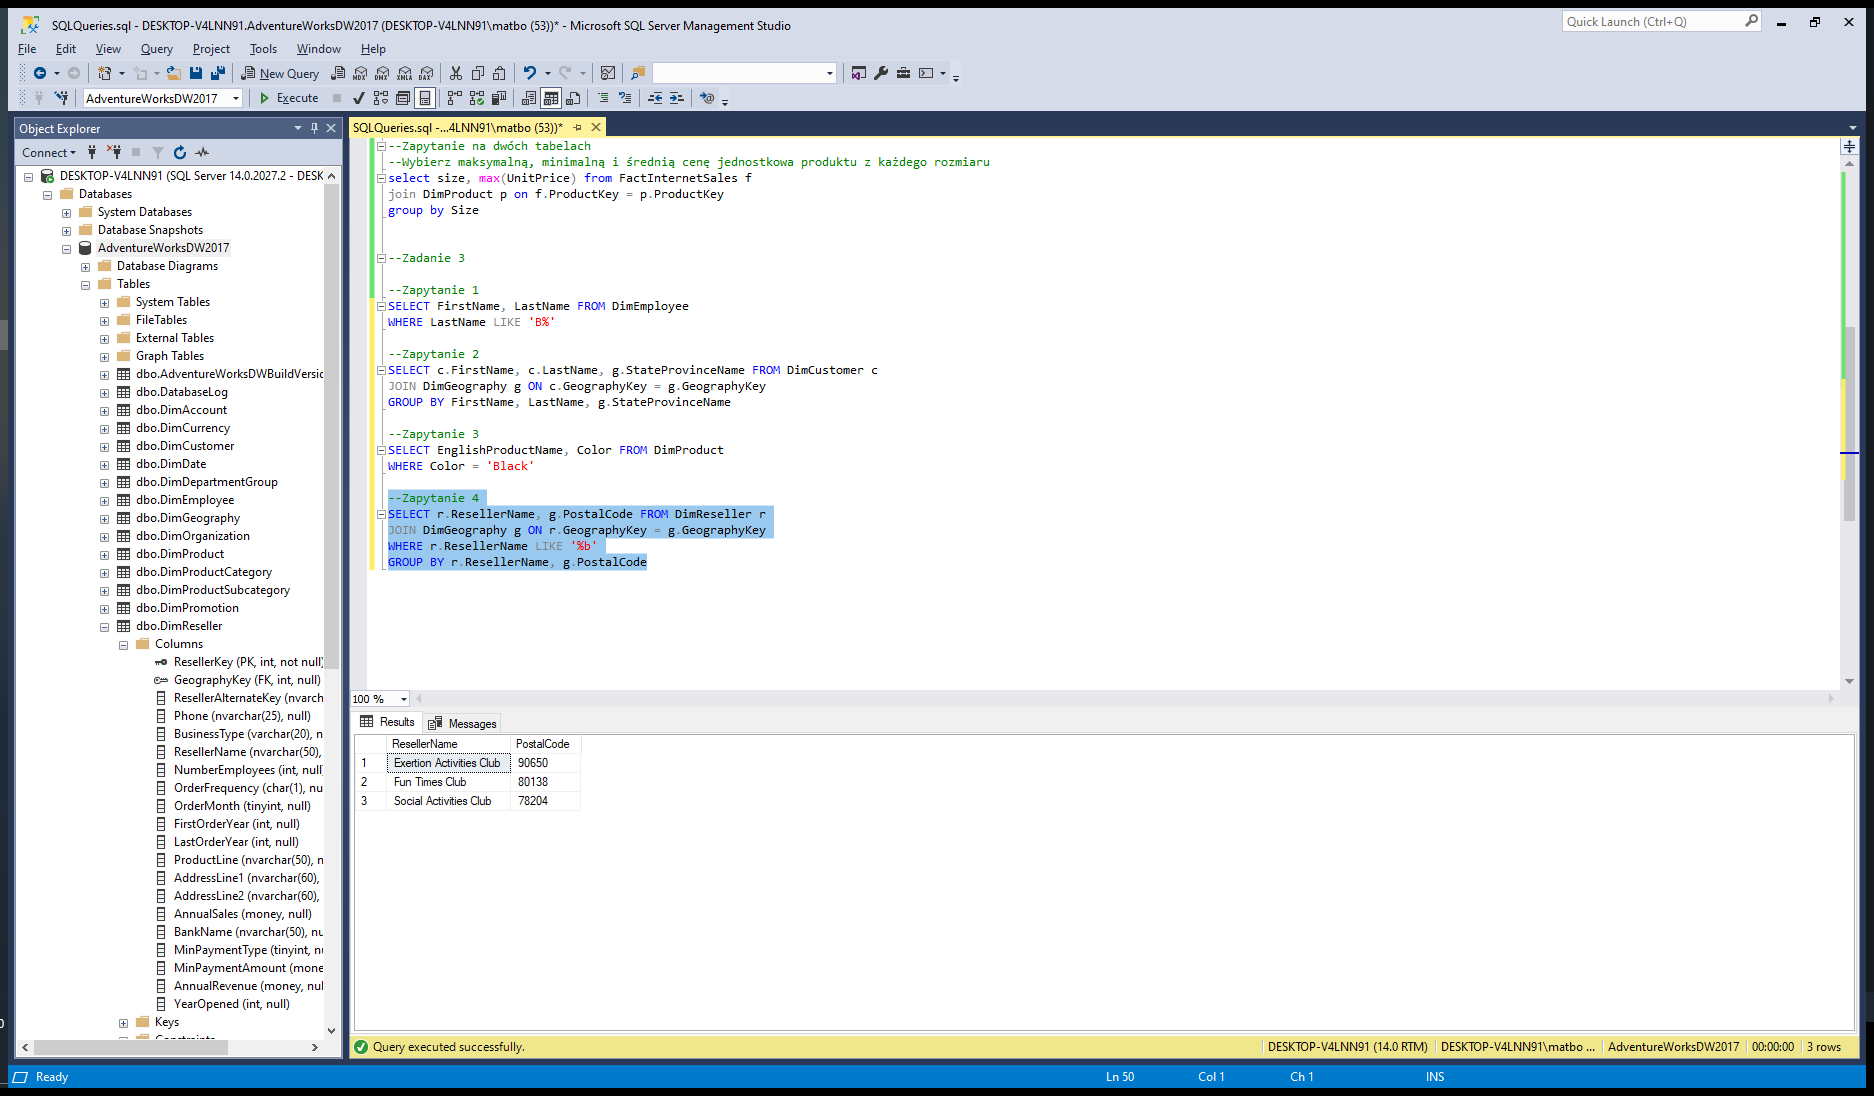 SQLQueries.sql - DESKTOP-V4LNN91.AdventureWorksDW2017 (DESKTOP-V4LNN91\matbo (53))* - Microsoft SQL Server Management Studio
Quick Launch (Ctrl+Q)
File Edit View Query Project Tools Window Help
New Query MDX DMX XMLA DAX
AdventureWorksDW2017 Execute
Object Explorer
Connect
DESKTOP-V4LNN91 (SQL Server 14.0.2027.2 - DESK
Databases
System Databases
Database Snapshots
AdventureWorksDW2017
Database Diagrams
Tables
System Tables
FileTables
External Tables
Graph Tables
dbo.AdventureWorksDWBuildVersio
dbo.DatabaseLog
dbo.DimAccount
dbo.DimCurrency
dbo.DimCustomer
dbo.DimDate
dbo.DimDepartmentGroup
dbo.DimEmployee
dbo.DimGeography
dbo.DimOrganization
dbo.DimProduct
dbo.DimProductCategory
dbo.DimProductSubcategory
dbo.DimPromotion
dbo.DimReseller
Columns
ResellerKey (PK, int, not null)
GeographyKey (FK, int, null)
ResellerAlternateKey (nvarch
Phone (nvarchar(25), null)
BusinessType (varchar(20), n
ResellerName (nvarchar(50),
NumberEmployees (int, null)
OrderFrequency (char(1), nu
OrderMonth (tinyint, null)
FirstOrderYear (int, null)
LastOrderYear (int, null)
ProductLine (nvarchar(50), n
AddressLine1 (nvarchar(60),
AddressLine2 (nvarchar(60),
AnnualSales (money, null)
BankName (nvarchar(50), nu
MinPaymentType (tinyint, nu
MinPaymentAmount (mone
AnnualRevenue (money, nul
YearOpened (int, null)
Keys
SQLQueries.sql -...4LNN91\matbo (53))*
--Zapytanie na dwóch tabelach
--Wybierz maksymalną, minimalną i średnią cenę jednostkowa produktu z każdego rozmiaru
select size, max(UnitPrice) from FactInternetSales f
join DimProduct p on f.ProductKey = p.ProductKey
group by Size
--Zadanie 3
--Zapytanie 1
SELECT FirstName, LastName FROM DimEmployee
WHERE LastName LIKE 'B%'
--Zapytanie 2
SELECT c.FirstName, c.LastName, g.StateProvinceName FROM DimCustomer c
JOIN DimGeography g ON c.GeographyKey = g.GeographyKey
GROUP BY FirstName, LastName, g.StateProvinceName
--Zapytanie 3
SELECT EnglishProductName, Color FROM DimProduct
WHERE Color = 'Black'
--Zapytanie 4
SELECT r.ResellerName, g.PostalCode FROM DimReseller r
JOIN DimGeography g ON r.GeographyKey = g.GeographyKey
WHERE r.ResellerName LIKE '%b'
GROUP BY r.ResellerName, g.PostalCode
100 %
Results Messages
ResellerName PostalCode
1 Exertion Activities Club 90650
2 Fun Times Club 80138
3 Social Activities Club 78204
Query executed successfully. DESKTOP-V4LNN91 (14.0 RTM) DESKTOP-V4LNN91\matbo ... AdventureWorksDW2017 00:00:00 3 rows
Ready Ln 50 Col 1 Ch 1 INS